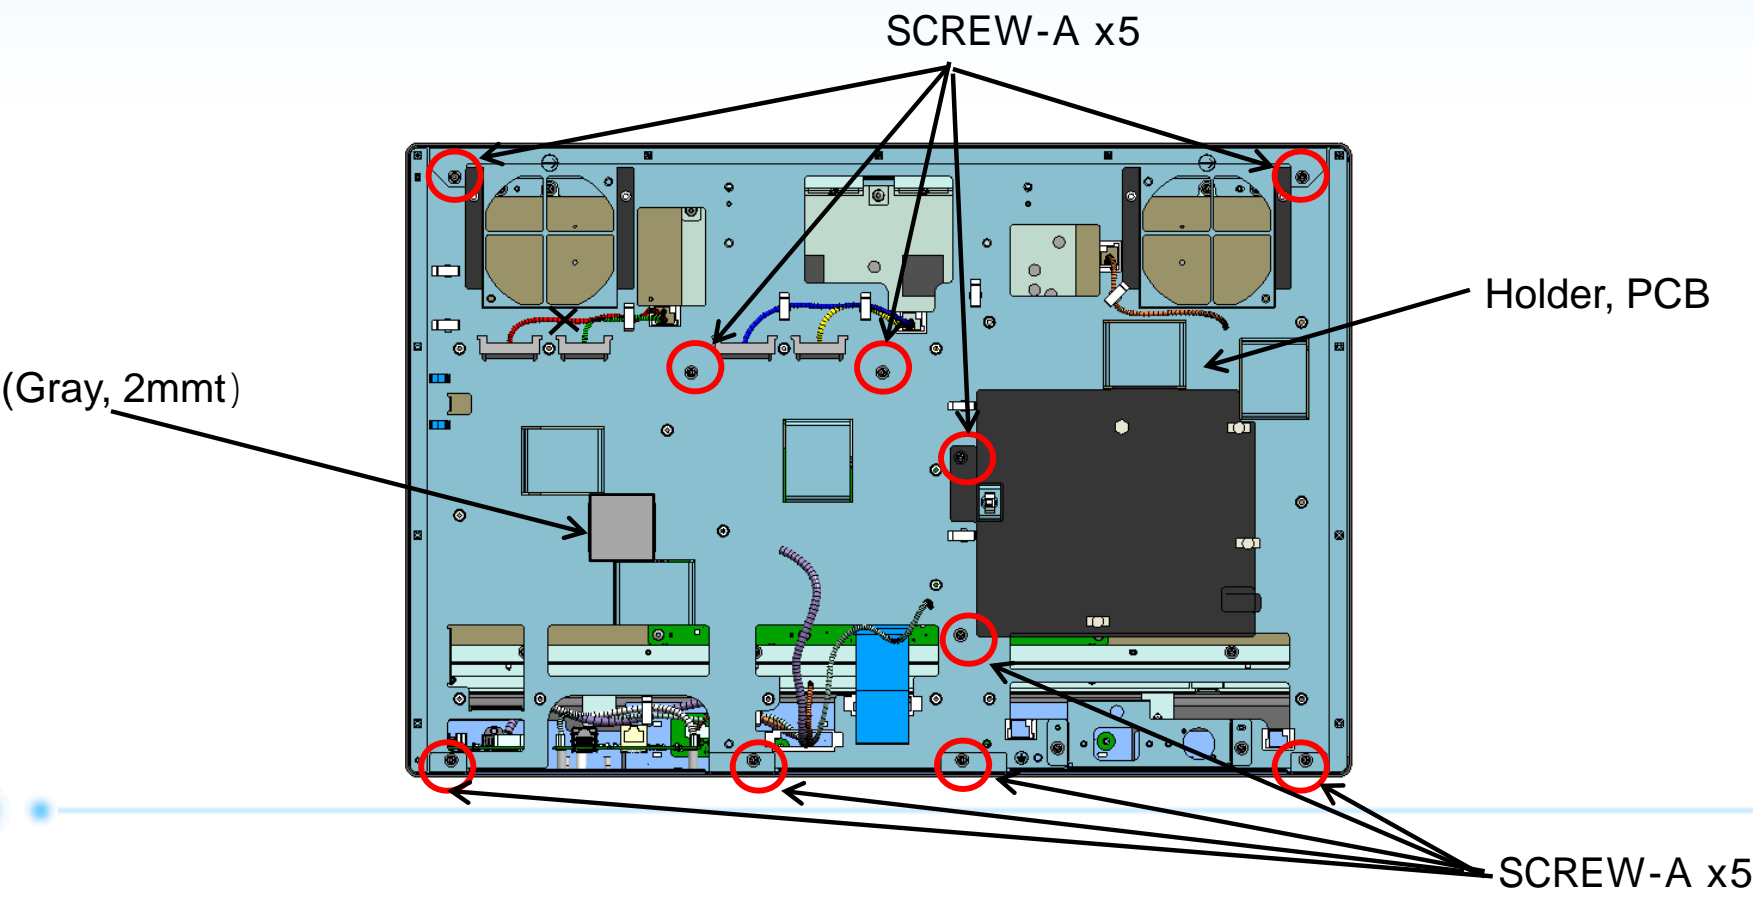 SCREW-A x5
Holder, PCB
(Gray, 2mmt)
SCREW-A x5